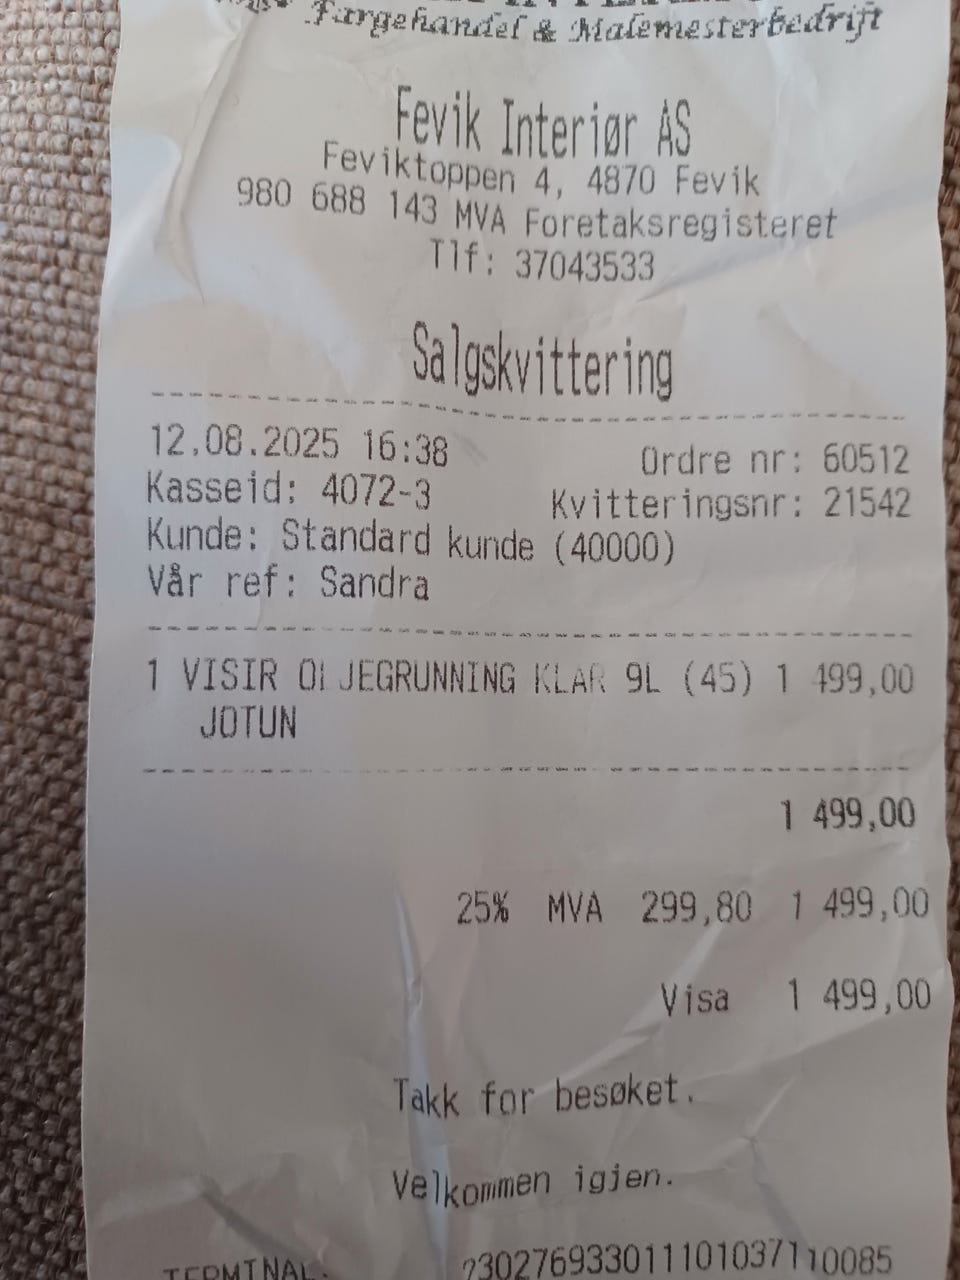 Fargehandel & Malemesterbedrift
Fevik Interiør AS
Feviktoppen 4, 4870 Fevik
980 688 143 MVA Foretaksregisteret
Tlf: 37043533
Salgskvittering
12.08.2025 16:38 Ordre nr: 60512
Kasseid: 4072-3 Kvitteringsnr: 21542
Kunde: Standard kunde (40000)
Vår ref: Sandra
1 VISIR OLJEGRUNNING KLAR 9L (45) 1 499,00
JOTUN
1 499,00
25% MVA 299,80 1 499,00
Visa 1 499,00
Takk for besøket.
Velkommen igjen.
TERMINAL: 230276933011101037110085